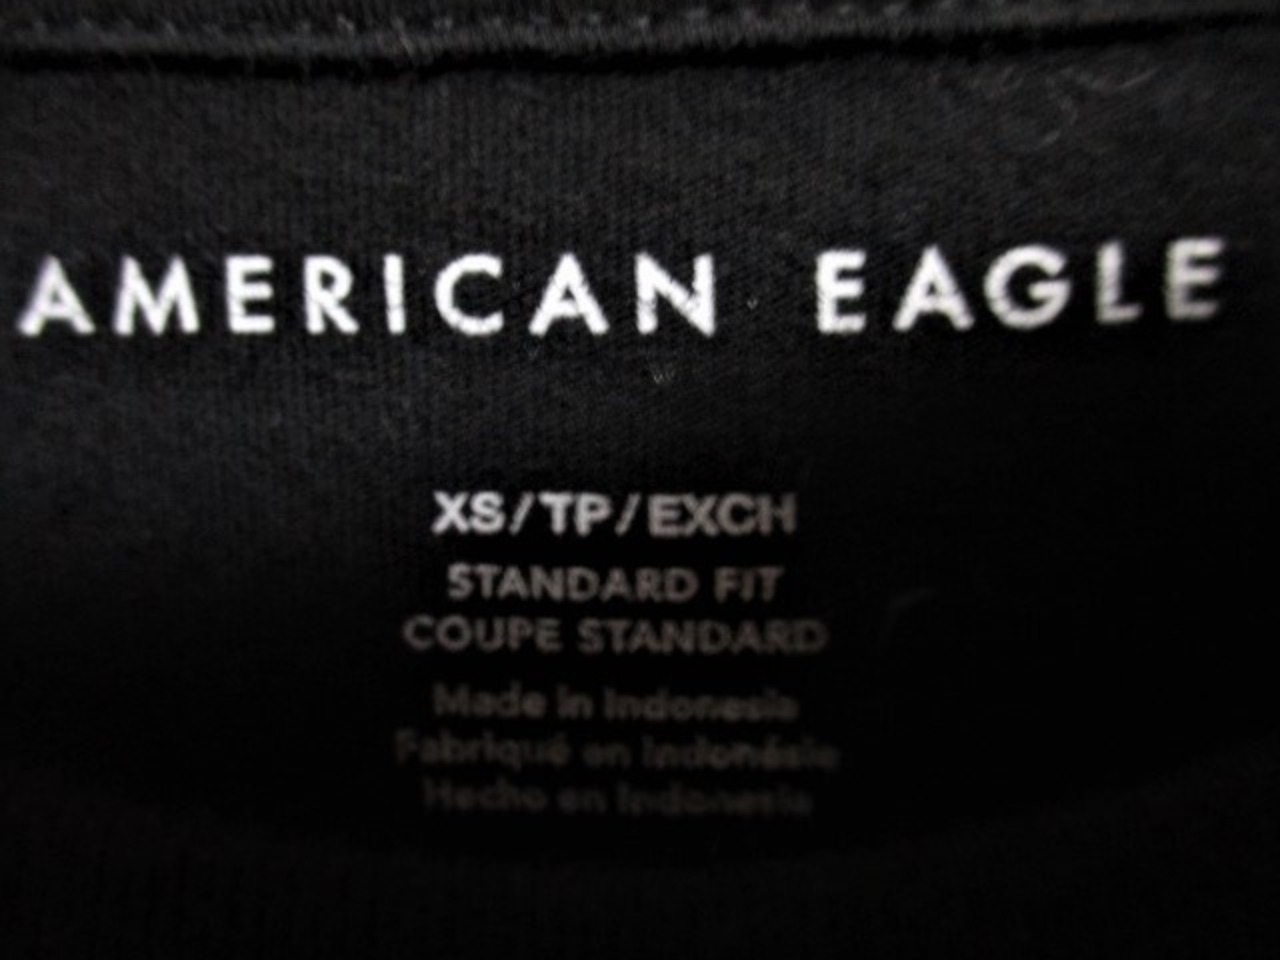 AMERICAN EAGLE
XS/TP/EXCH
STANDARD FIT
COUPE STANDARD
Made in Indonesia
Fabriqué en Indonésie
Hecho en Indonesia